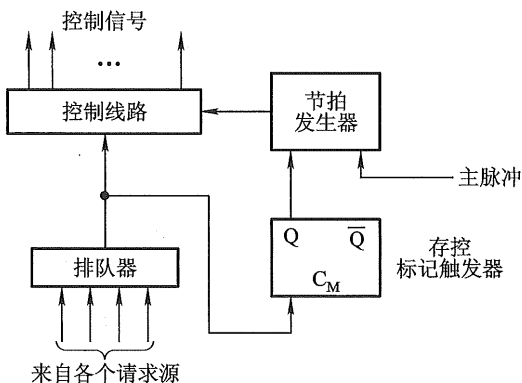 控制信号
…
控制线路
节拍
发生器
主脉冲
Q
Q̅
C_M
存控
标记触发器
排队器
来自各个请求源